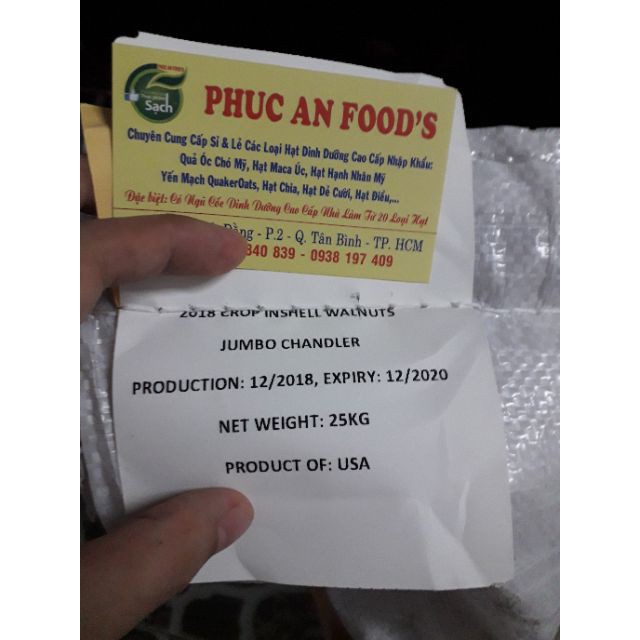 Sạch
PHUC AN FOOD'S
Chuyên Cung Cấp Sỉ & Lẻ Các Loại Hạt Dinh Dưỡng Cao Cấp Nhập Khẩu:
Quả Óc Chó Mỹ, Hạt Maca Úc, Hạt Hạnh Nhân Mỹ
Yến Mạch QuakerOats, Hạt Chia, Hạt Dẻ Cười, Hạt Điều,...
Đặc biệt: Có Ngũ Cốc Dinh Dưỡng Cao Cấp Nhà Làm Từ 20 Loại Hạt
- P.2 - Q. Tân Bình - TP. HCM
840 839 - 0938 197 409
2018 CROP INSHELL WALNUTS
JUMBO CHANDLER
PRODUCTION: 12/2018, EXPIRY: 12/2020
NET WEIGHT: 25KG
PRODUCT OF: USA